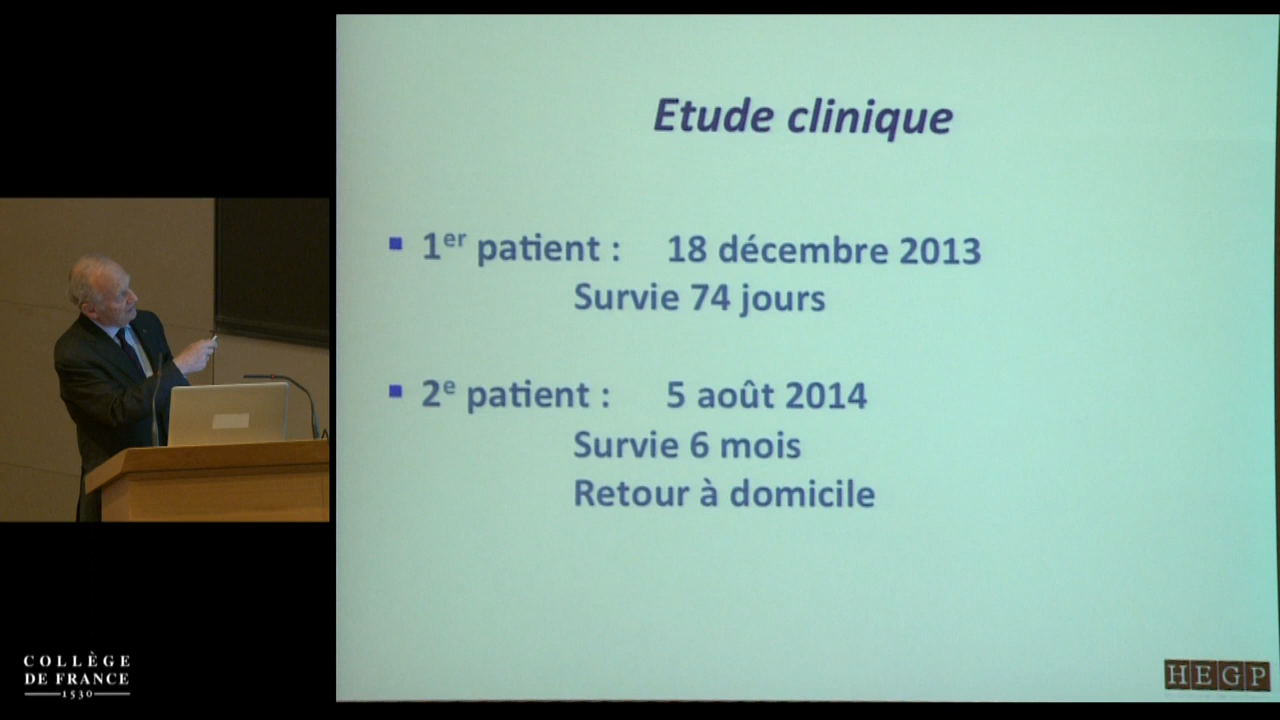 Etude clinique
1er patient : 18 décembre 2013
Survie 74 jours
2e patient : 5 août 2014
Survie 6 mois
Retour à domicile
COLLÈGE
DE FRANCE
1530
HEGP